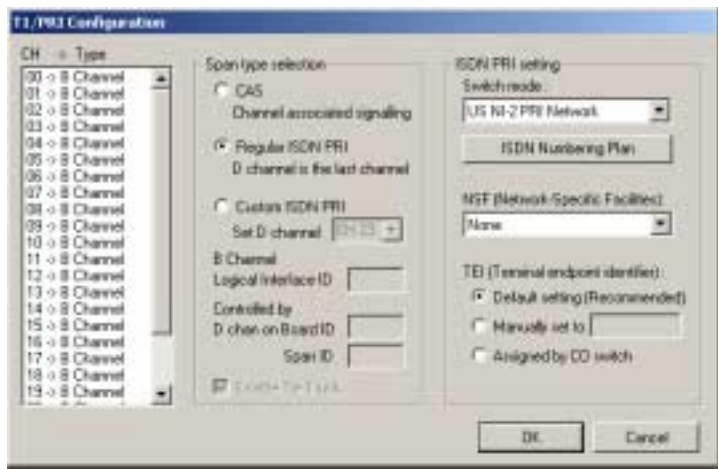 T1/PRI Configuration
CH -> Type
00 -> B Channel
01 -> B Channel
02 -> B Channel
03 -> B Channel
04 -> B Channel
05 -> B Channel
06 -> B Channel
07 -> B Channel
08 -> B Channel
09 -> B Channel
10 -> B Channel
11 -> B Channel
12 -> B Channel
13 -> B Channel
14 -> B Channel
15 -> B Channel
16 -> B Channel
17 -> B Channel
18 -> B Channel
19 -> B Channel
Span type selection
CAS
Channel associated signalling
Regular ISDN PRI
D channel is the last channel
Custom ISDN PRI
Set D channel CH 23
B Channel
Logical Interface ID
Controlled by
D chan on Board ID
Span ID
ISDN PRI setting
Switch mode:
US NI-2 PRI Network
ISDN Numbering Plan
NSF (Network-Specific Facilities):
None
TEI (Terminal endpoint identifier):
Default setting (Recommended)
Manually set to
Assigned by CO switch
OK
Cancel